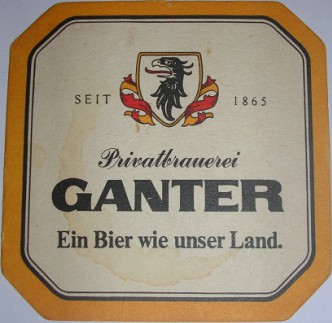 SEIT 1865
Privatbrauerei
GANTER
Ein Bier wie unser Land.